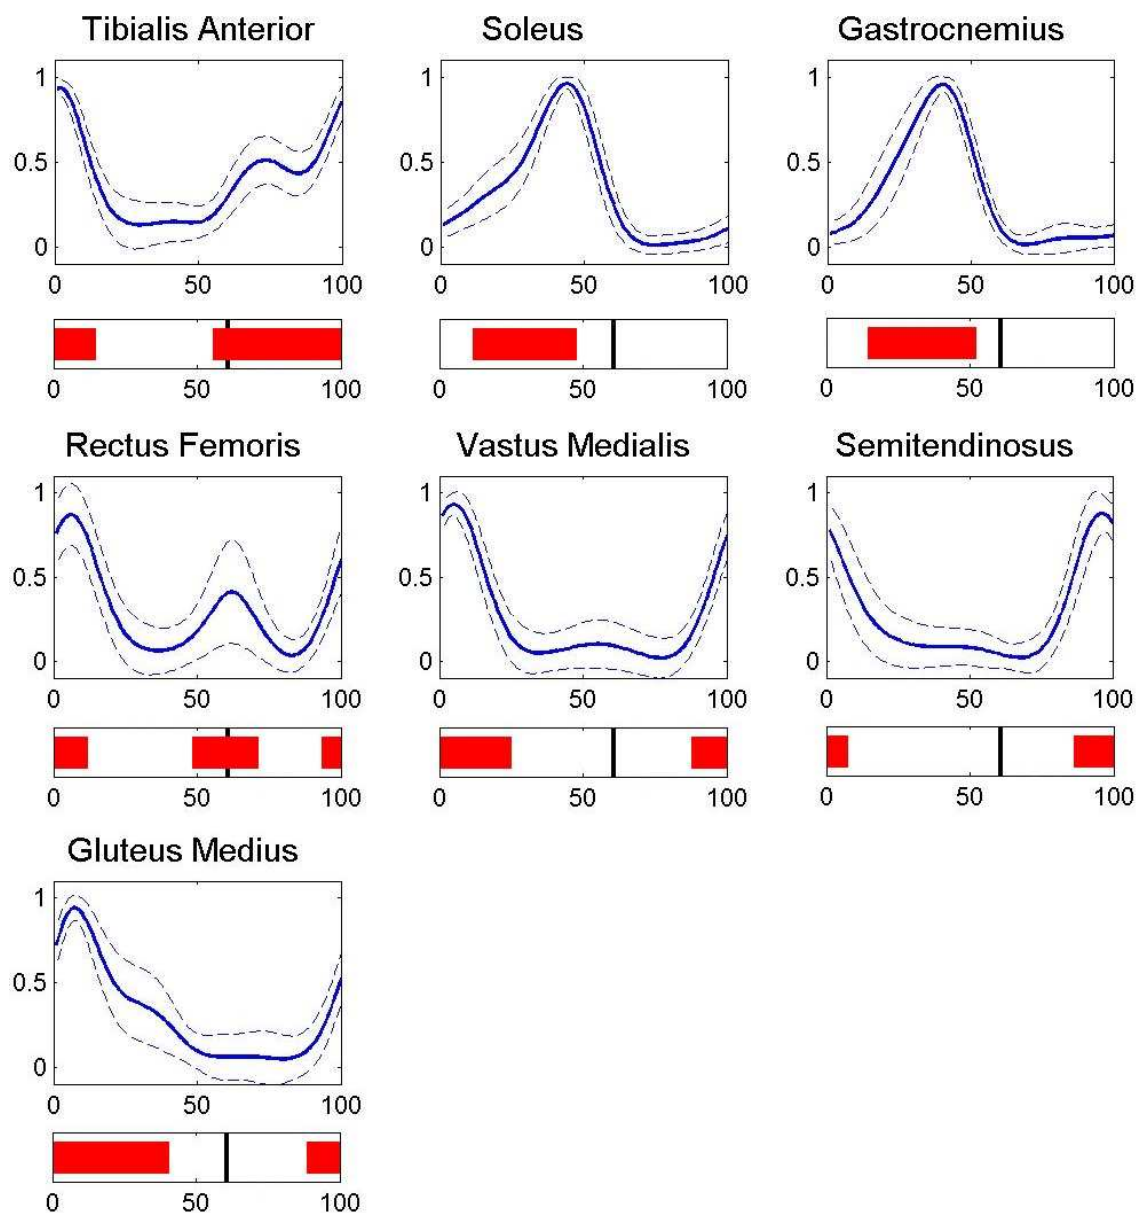 Tibialis Anterior Soleus Gastrocnemius
1 1 1
0.5 0.5 0.5
0 0 0
0 50 100 0 50 100 0 50 100
0 50 100 0 50 100 0 50 100
Rectus Femoris Vastus Medialis Semitendinosus
1 1 1
0.5 0.5 0.5
0 0 0
0 50 100 0 50 100 0 50 100
0 50 100 0 50 100 0 50 100
Gluteus Medius
1
0.5
0
0 50 100
0 50 100